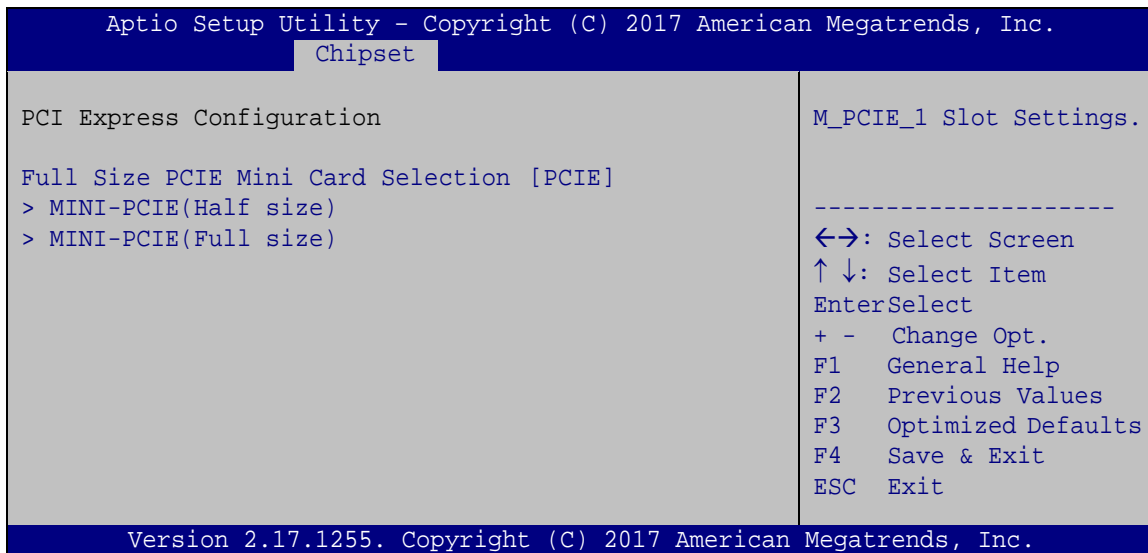 Aptio Setup Utility – Copyright (C) 2017 American Megatrends, Inc.
Chipset
PCI Express Configuration
Full Size PCIE Mini Card Selection [PCIE]
> MINI-PCIE(Half size)
> MINI-PCIE(Full size)
M_PCIE_1 Slot Settings.
---------------------
←→: Select Screen
↑ ↓: Select Item
EnterSelect
+ - Change Opt.
F1 General Help
F2 Previous Values
F3 Optimized Defaults
F4 Save & Exit
ESC Exit
Version 2.17.1255. Copyright (C) 2017 American Megatrends, Inc.